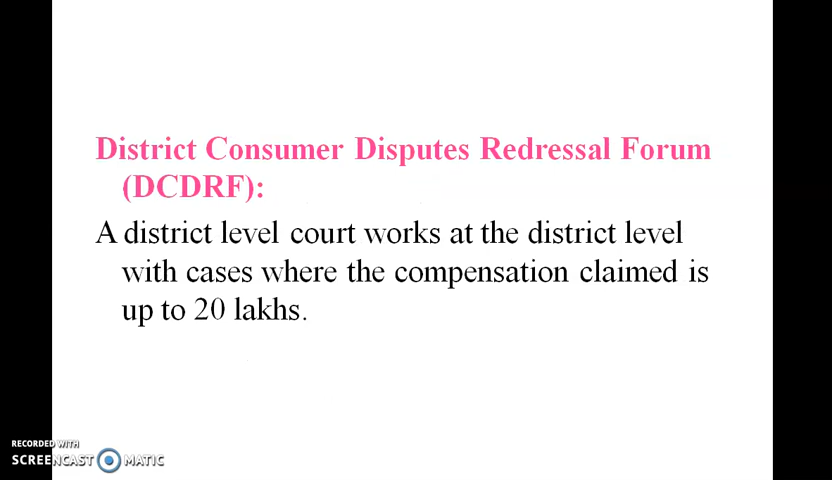 District Consumer Disputes Redressal Forum
(DCDRF):
A district level court works at the district level
with cases where the compensation claimed is
up to 20 lakhs.
RECORDED WITH
SCREENCAST MATIC